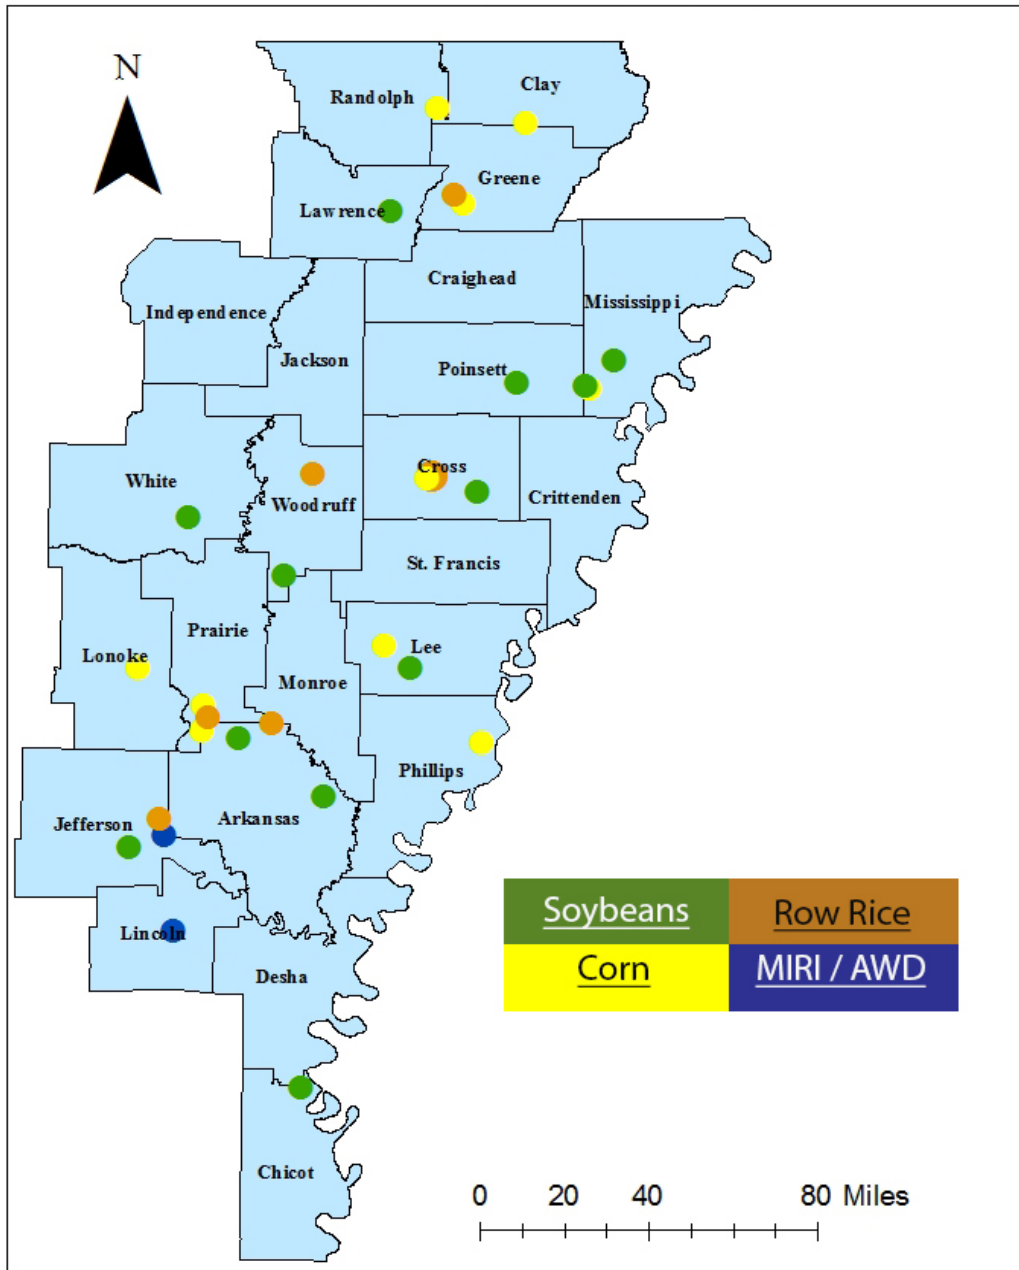 N
Clay
Randolph
Greene
Lawrence
Craighead
Mississippi
Independence
Jackson
Poinsett
Cross
White
Woodruff
Crittenden
St. Francis
Prairie
Lee
Lonoke
Monroe
Phillips
Arkansas
Jefferson
Lincoln
Desha
Chicot
Soybeans Row Rice
Corn MIRI / AWD
0 20 40 80 Miles